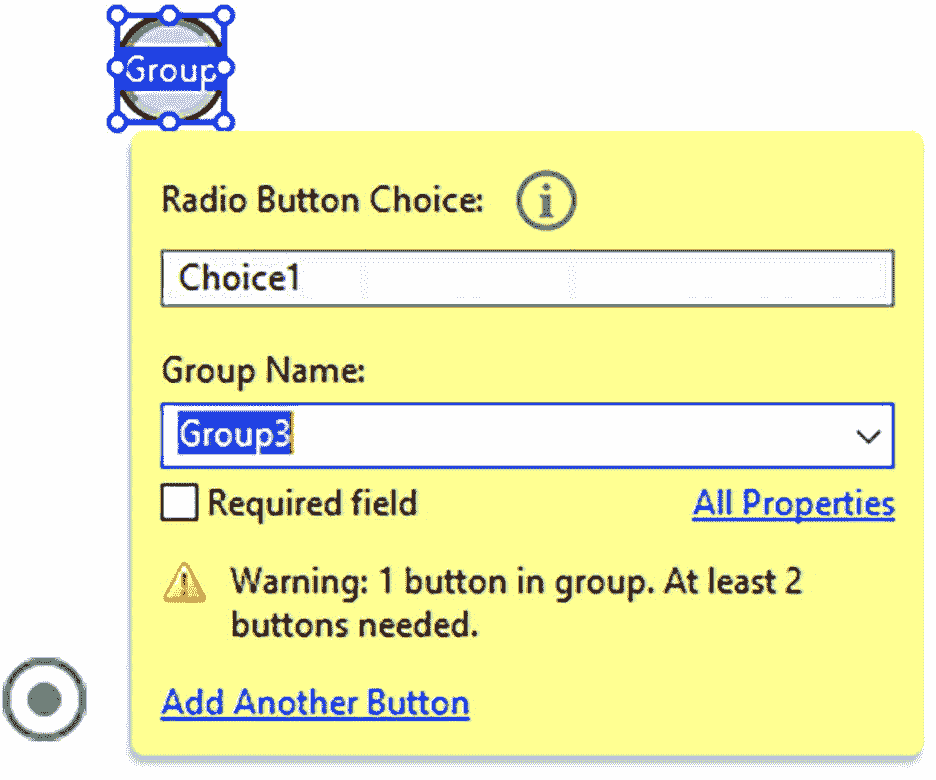 Group
Radio Button Choice:
Choice1
Group Name:
Group3
Required field All Properties
Warning: 1 button in group. At least 2
buttons needed.
Add Another Button